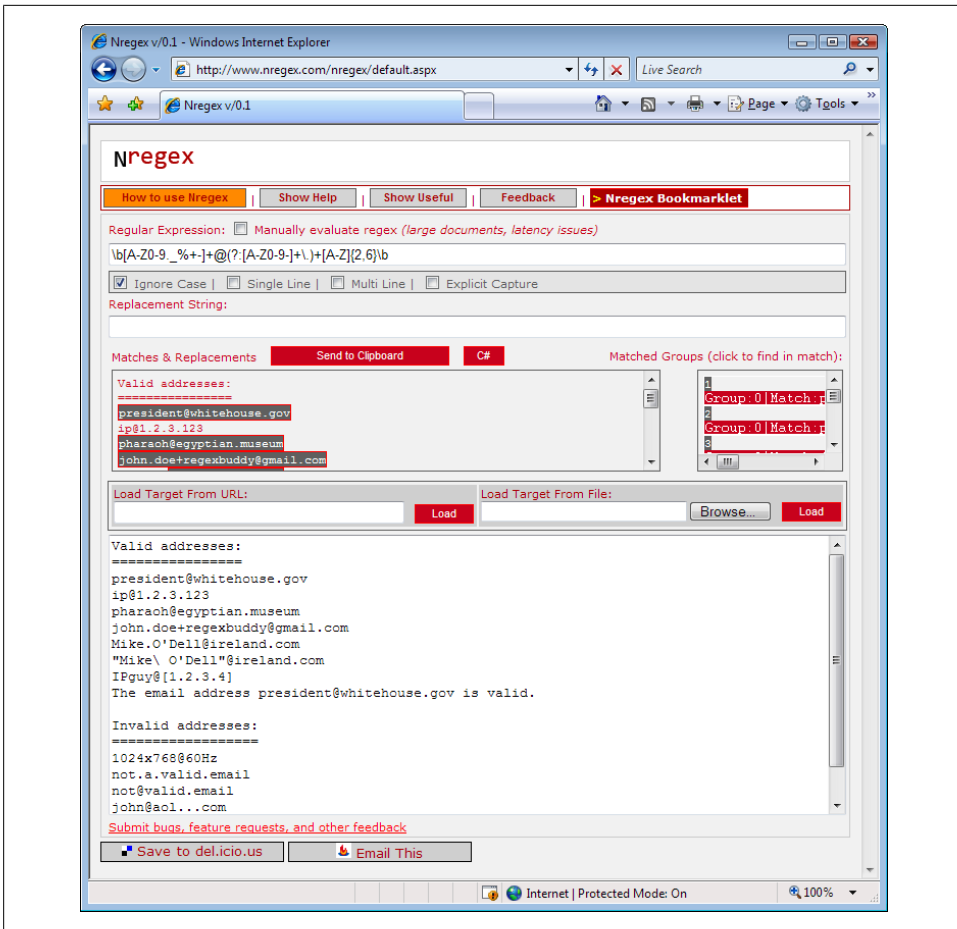 Nregex v/0.1 - Windows Internet Explorer
http://www.nregex.com/nregex/default.aspx
Live Search
Nregex v/0.1
Page
Tools
»
Nregex
How to use Nregex | Show Help | Show Useful | Feedback | > Nregex Bookmarklet
Regular Expression: Manually evaluate regex (large documents, latency issues)
\b[A-Z0-9._%+-]+@(?:[A-Z0-9-]+\.)+[A-Z]{2,6}\b
Ignore Case | Single Line | Multi Line | Explicit Capture
Replacement String:
Matches & Replacements
Send to Clipboard
C#
Matched Groups (click to find in match):
Valid addresses:
================
president@whitehouse.gov
ip@1.2.3.123
pharaoh@egyptian.museum
john.doe+regexbuddy@gmail.com
1
Group:0|Match:p
2
Group:0|Match:p
3
Load Target From URL:
Load
Load Target From File:
Browse...
Load
Valid addresses:
================
president@whitehouse.gov
ip@1.2.3.123
pharaoh@egyptian.museum
john.doe+regexbuddy@gmail.com
Mike.O'Dell@ireland.com
"Mike\ O'Dell"@ireland.com
IPguy@[1.2.3.4]
The email address president@whitehouse.gov is valid.
Invalid addresses:
==================
1024x768@60Hz
not.a.valid.email
not@valid.email
john@aol...com
Submit bugs, feature requests, and other feedback
Save to del.icio.us
Email This
Internet | Protected Mode: On
100%